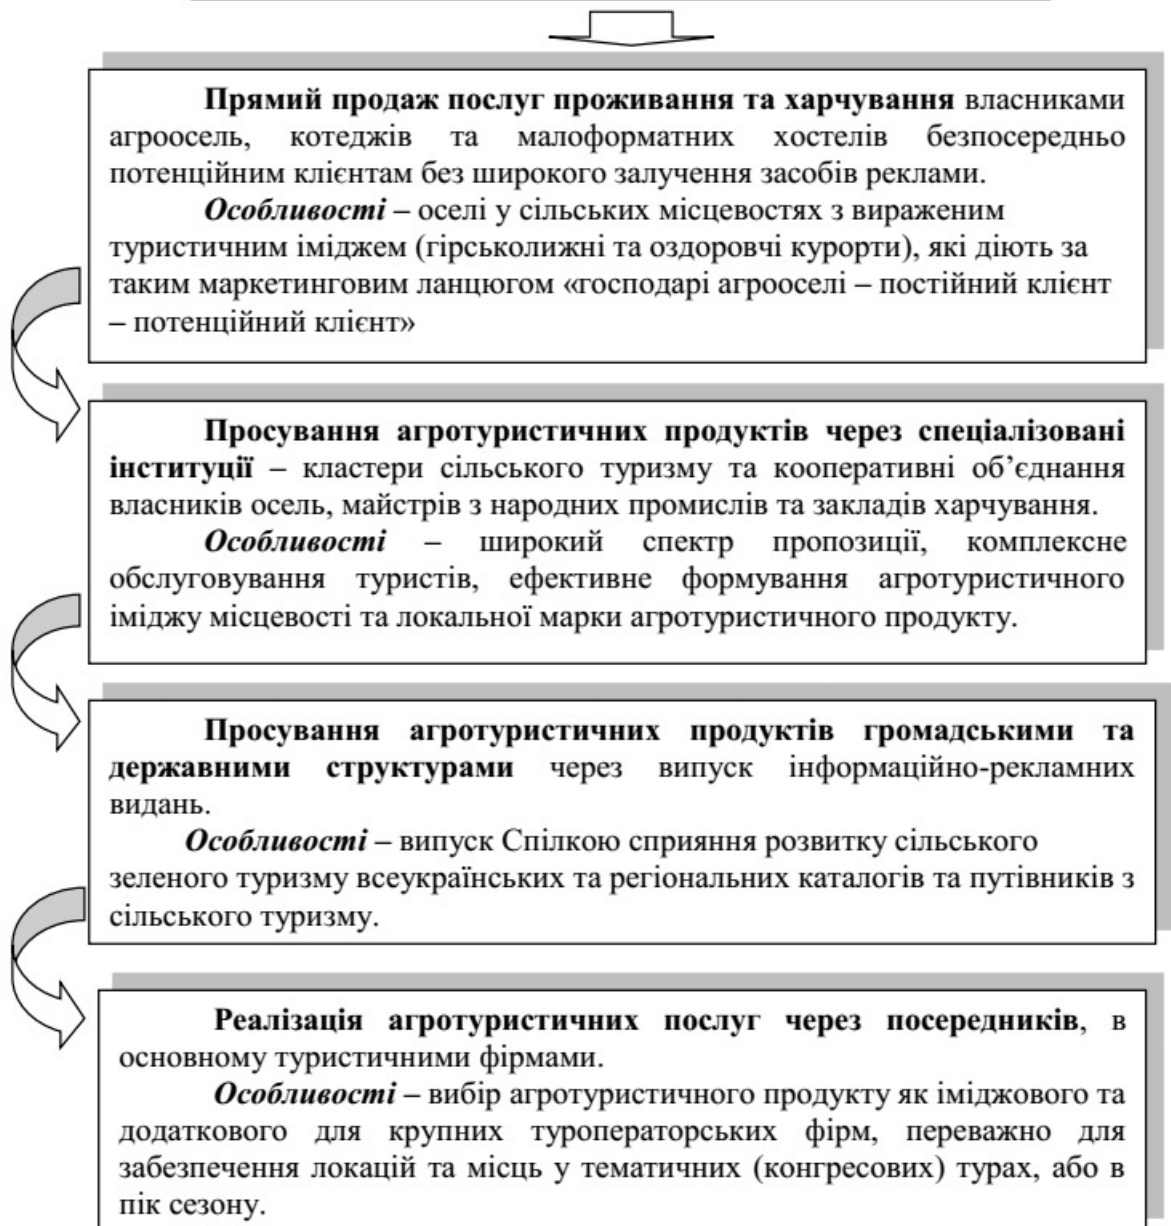 Прямий продаж послуг проживання та харчування власниками
агроосель, котеджів та малоформатних хостелів безпосередньо
потенційним клієнтам без широкого залучення засобів реклами.
Особливості – оселі у сільських місцевостях з вираженим
туристичним іміджем (гірськолижні та оздоровчі курорти), які діють за
таким маркетинговим ланцюгом «господарі агрооселі – постійний клієнт
– потенційний клієнт»
Просування агротуристичних продуктів через спеціалізовані
інституції – кластери сільського туризму та кооперативні об’єднання
власників осель, майстрів з народних промислів та закладів харчування.
Особливості – широкий спектр пропозиції, комплексне
обслуговування туристів, ефективне формування агротуристичного
іміджу місцевості та локальної марки агротуристичного продукту.
Просування агротуристичних продуктів громадськими та
державними структурами через випуск інформаційно-рекламних
видань.
Особливості – випуск Спілкою сприяння розвитку сільського
зеленого туризму всеукраїнських та регіональних каталогів та путівників з
сільського туризму.
Реалізація агротуристичних послуг через посередників, в
основному туристичними фірмами.
Особливості – вибір агротуристичного продукту як іміджового та
додаткового для крупних туроператорських фірм, переважно для
забезпечення локацій та місць у тематичних (конгресових) турах, або в
пік сезону.